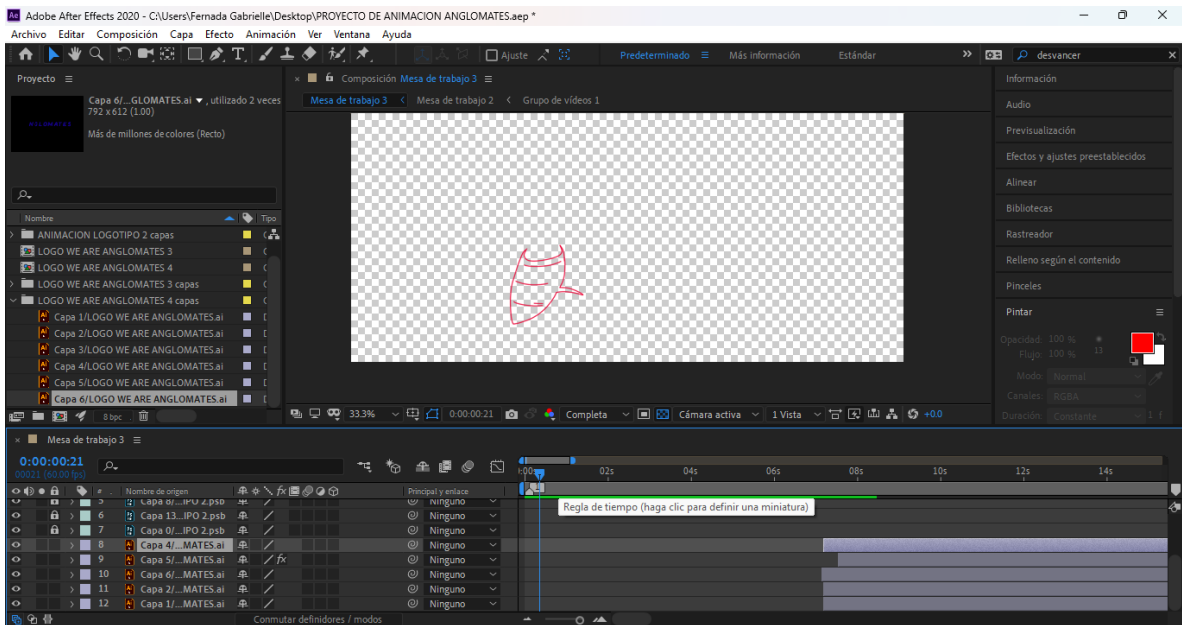 Adobe After Effects 2020 - C:\Users\Fernada Gabrielle\Desktop\PROYECTO DE ANIMACION ANGLOMATES.aep *
Archivo Editar Composición Capa Efecto Animación Ver Ventana Ayuda
Ajuste Predeterminado Más información Estándar desvancer
Proyecto
Composición Mesa de trabajo 3
Información
Capa 6/...GLOMATES.ai, utilizado 2 veces
792 x 612 (1.00)
Más de millones de colores (Recto)
Mesa de trabajo 3 Mesa de trabajo 2 Grupo de vídeos 1
Audio
Previsualización
Efectos y ajustes preestablecidos
Alinear
Bibliotecas
Rastreador
Relleno según el contenido
Pinceles
Pintar
Opacidad: 100 %
Flujo: 100 % 13
Modo: Normal
Canales: RGBA
Duración: Constante 1 f
Nombre Tipo
ANIMACION LOGOTIPO 2 capas
LOGO WE ARE ANGLOMATES 3
LOGO WE ARE ANGLOMATES 4
LOGO WE ARE ANGLOMATES 3 capas
LOGO WE ARE ANGLOMATES 4 capas
Capa 1/LOGO WE ARE ANGLOMATES.ai
Capa 2/LOGO WE ARE ANGLOMATES.ai
Capa 3/LOGO WE ARE ANGLOMATES.ai
Capa 4/LOGO WE ARE ANGLOMATES.ai
Capa 5/LOGO WE ARE ANGLOMATES.ai
Capa 6/LOGO WE ARE ANGLOMATES.ai
8 bpc
33.3% 0:00:00:21 Completa Cámara activa 1 Vista +0.0
Mesa de trabajo 3
0:00:00:21
00021 (60.00 fps)
:00s 02s 04s 06s 08s 10s 12s 14s
Nombre de origen Principal y enlace
5 Capa 8/...IPO 2.psb Ninguno
6 Capa 13...IPO 2.psb Ninguno
7 Capa 0/...IPO 2.psb Ninguno
8 Capa 4/...MATES.ai Ninguno
9 Capa 5/...MATES.ai fx Ninguno
10 Capa 6/...MATES.ai Ninguno
11 Capa 2/...MATES.ai Ninguno
12 Capa 1/...MATES.ai Ninguno
Regla de tiempo (haga clic para definir una miniatura)
Conmutar definidores / modos